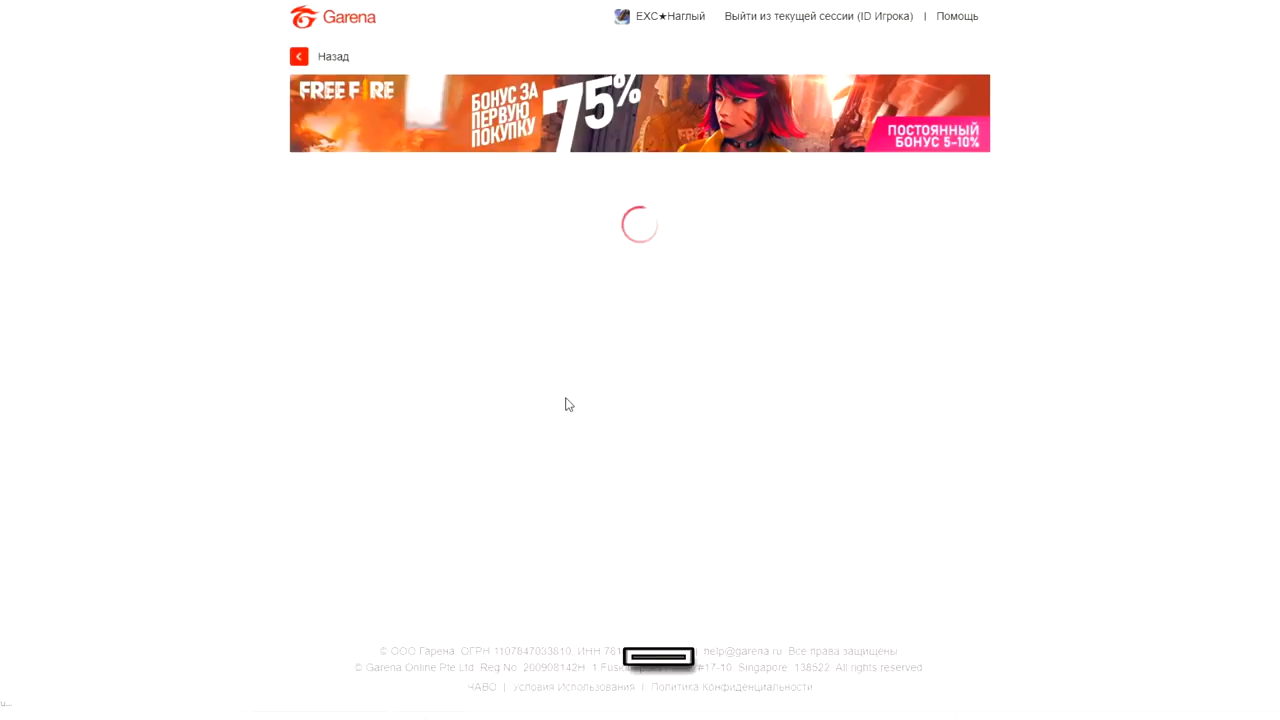 Garena
EXC★Наглый Выйти из текущей сессии (ID Игрока) | Помощь
Назад
FREE FIRE
БОНУС ЗА
ПЕРВУЮ
ПОКУПКУ
75%
ПОСТОЯННЫЙ
БОНУС 5-10%
© ООО Гарена. ОГРН 1107847033810. ИНН 781 | help@garena.ru. Все права защищены
© Garena Online Pte Ltd. Reg No. 200908142H. 1 #17-10. Singapore. 138522. All rights reserved
ЧАВО | Условия Использования | Политика Конфиденциальности